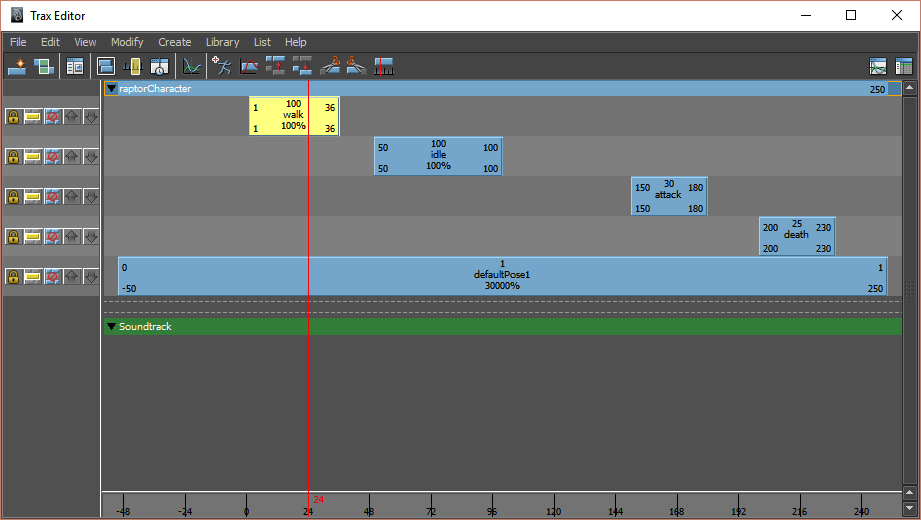 Trax Editor
File Edit View Modify Create Library List Help
raptorCharacter 250
1 100 36
walk
1 100% 36
50 100 100
idle
50 100% 100
150 30 180
attack
150 180
200 25 230
death
200 230
0 1 1
defaultPose1
-50 30000% 250
Soundtrack
24
-48 -24 0 24 48 72 96 120 144 168 192 216 240